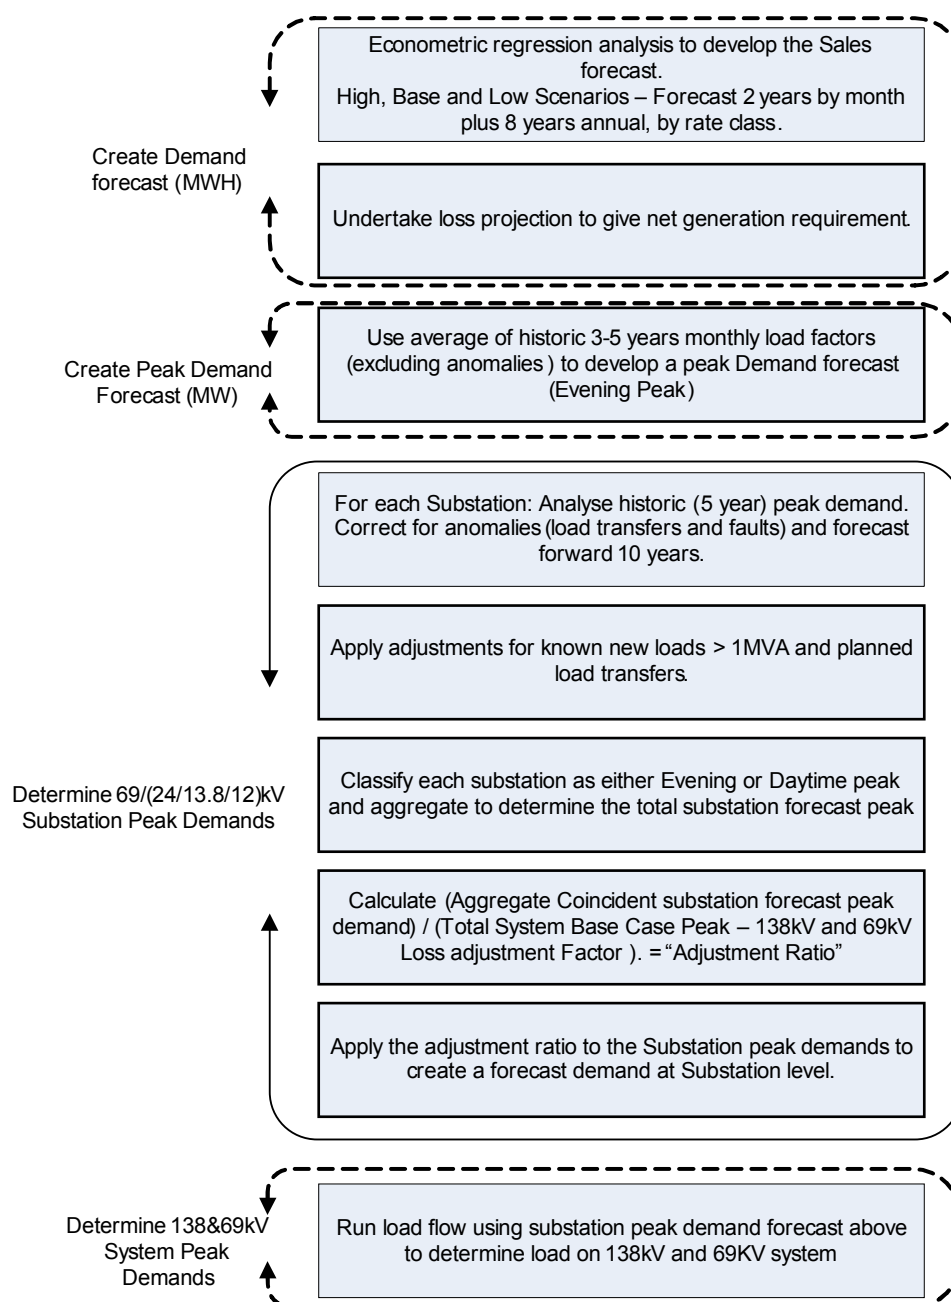 Econometric regression analysis to develop the Sales
forecast.
High, Base and Low Scenarios – Forecast 2 years by month
plus 8 years annual, by rate class.
Create Demand
forecast (MWH)
Undertake loss projection to give net generation requirement.
Use average of historic 3-5 years monthly load factors
(excluding anomalies ) to develop a peak Demand forecast
(Evening Peak)
Create Peak Demand
Forecast (MW)
For each Substation: Analyse historic (5 year) peak demand.
Correct for anomalies (load transfers and faults) and forecast
forward 10 years.
Apply adjustments for known new loads > 1MVA and planned
load transfers.
Classify each substation as either Evening or Daytime peak
and aggregate to determine the total substation forecast peak
Determine 69/(24/13.8/12)kV
Substation Peak Demands
Calculate (Aggregate Coincident substation forecast peak
demand) / (Total System Base Case Peak – 138kV and 69kV
Loss adjustment Factor ). = “Adjustment Ratio”
Apply the adjustment ratio to the Substation peak demands to
create a forecast demand at Substation level.
Determine 138&69kV
System Peak
Demands
Run load flow using substation peak demand forecast above
to determine load on 138kV and 69KV system